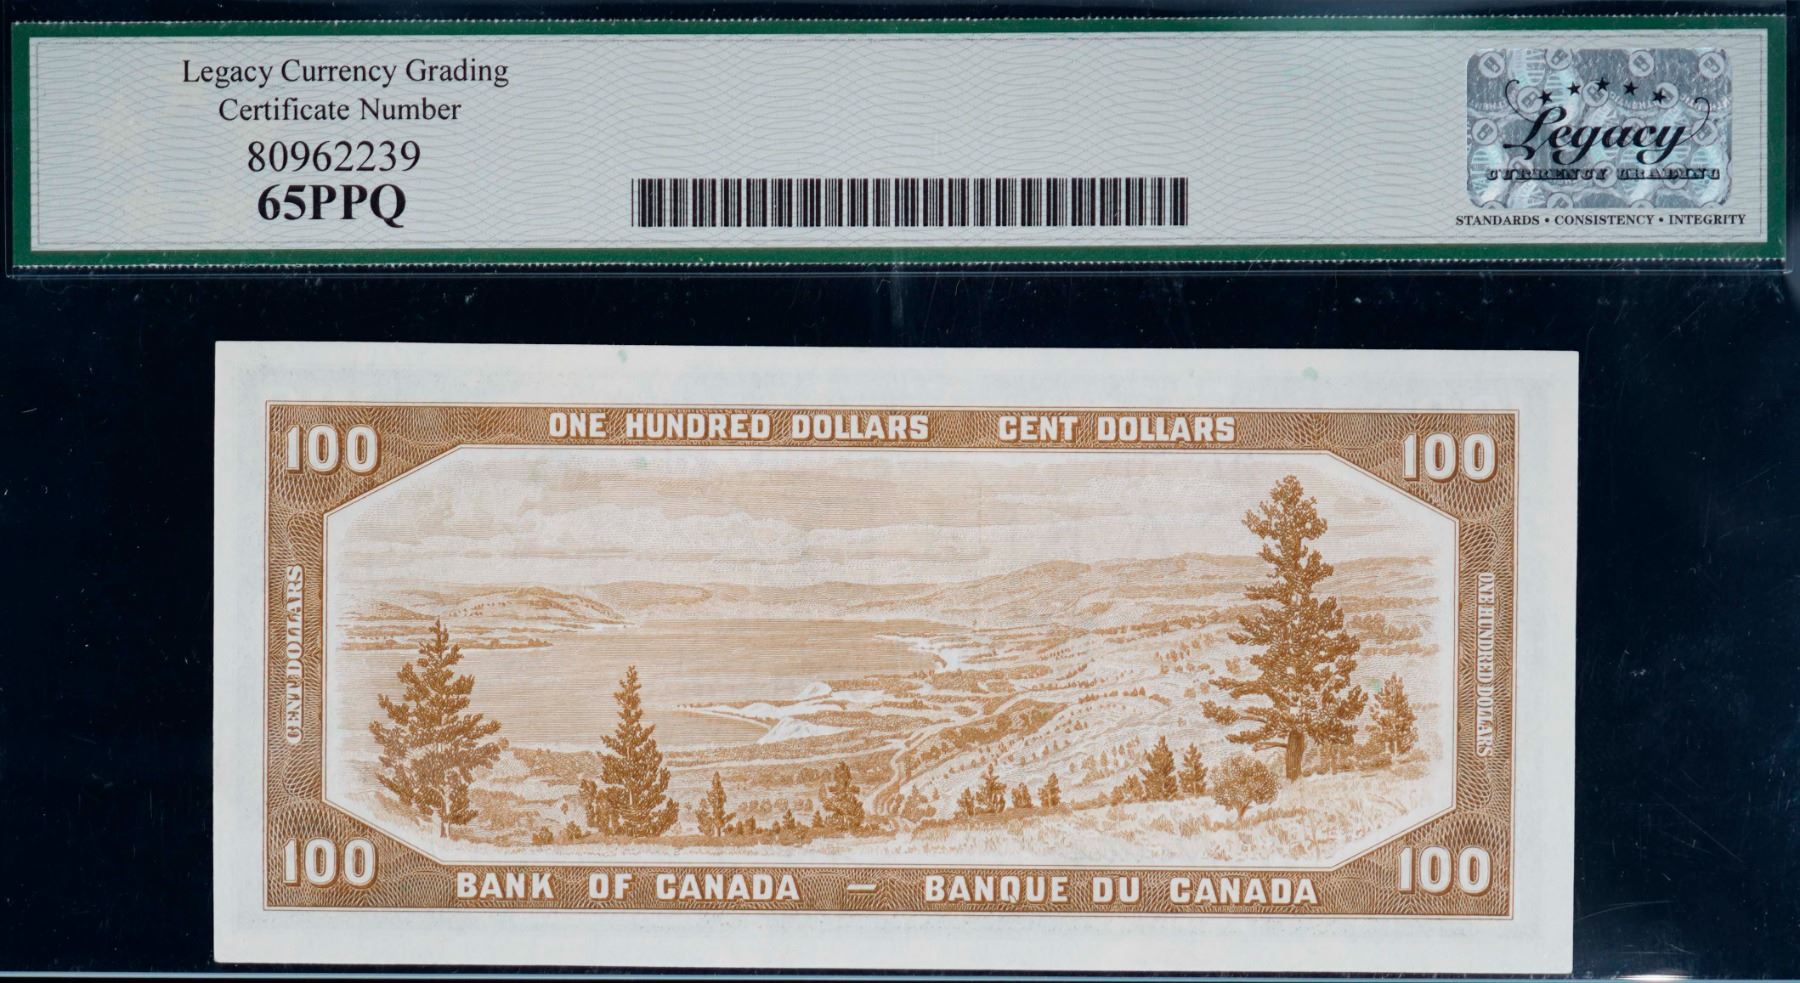 Legacy Currency Grading
Certificate Number
80962239
65PPQ
Legacy
CURRENCY GRADING
STANDARDS • CONSISTENCY • INTEGRITY
100
ONE HUNDRED DOLLARS CENT DOLLARS
100
CENT DOLLARS
ONE HUNDRED DOLLARS
100
BANK OF CANADA — BANQUE DU CANADA
100